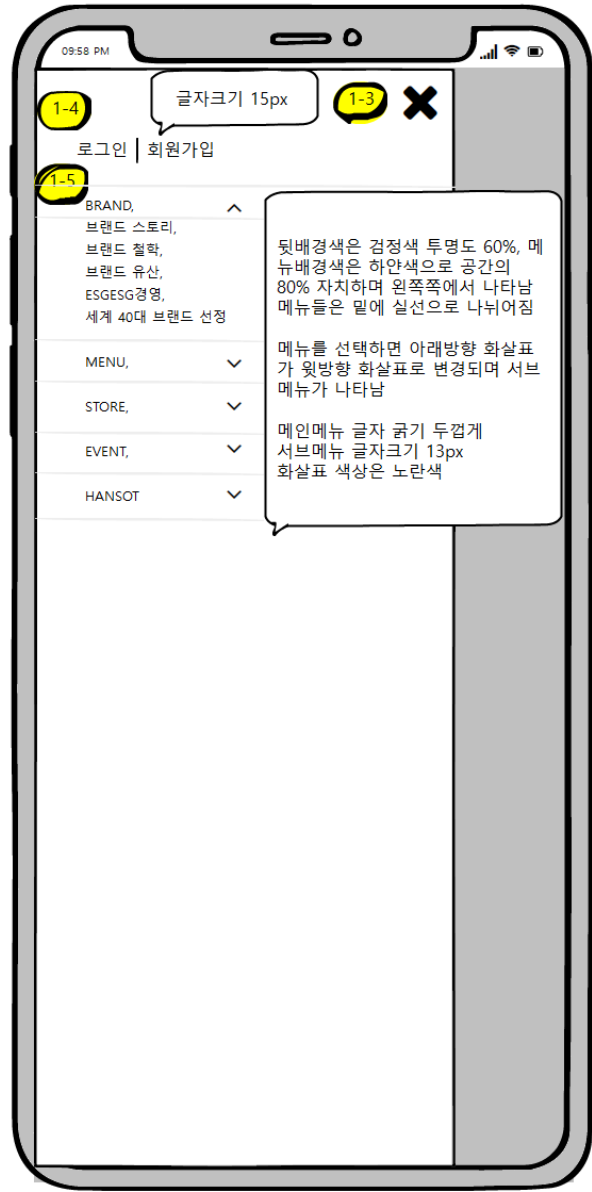 09:58 PM
1-4
글자크기 15px
1-3
로그인 | 회원가입
1-5
BRAND,
브랜드 스토리,
브랜드 철학,
브랜드 유산,
ESGESG경영,
세계 40대 브랜드 선정
MENU,
STORE,
EVENT,
HANSOT
뒷배경색은 검정색 투명도 60%, 메
뉴배경색은 하얀색으로 공간의
80% 자치하며 왼쪽쪽에서 나타남
메뉴들은 밑에 실선으로 나뉘어짐
메뉴를 선택하면 아래방향 화살표
가 윗방향 화살표로 변경되며 서브
메뉴가 나타남
메인메뉴 글자 굵기 두껍게
서브메뉴 글자크기 13px
화살표 색상은 노란색